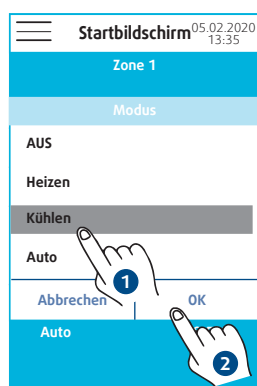 Startbildschirm 05.02.2020
13:35
Zone 1
Modus
AUS
Heizen
Kühlen
Auto
1
Abbrechen OK
Auto
2